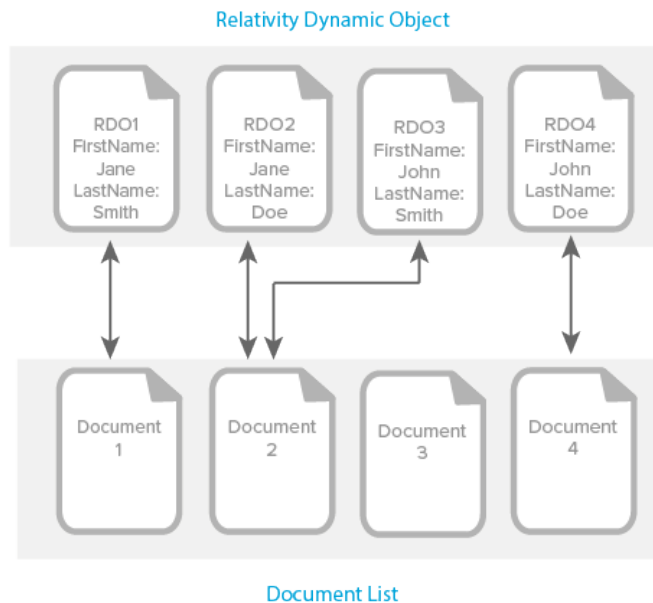 Relativity Dynamic Object
RDO1
FirstName:
Jane
LastName:
Smith
RDO2
FirstName:
Jane
LastName:
Doe
RDO3
FirstName:
John
LastName:
Smith
RDO4
FirstName:
John
LastName:
Doe
Document
1
Document
2
Document
3
Document
4
Document List